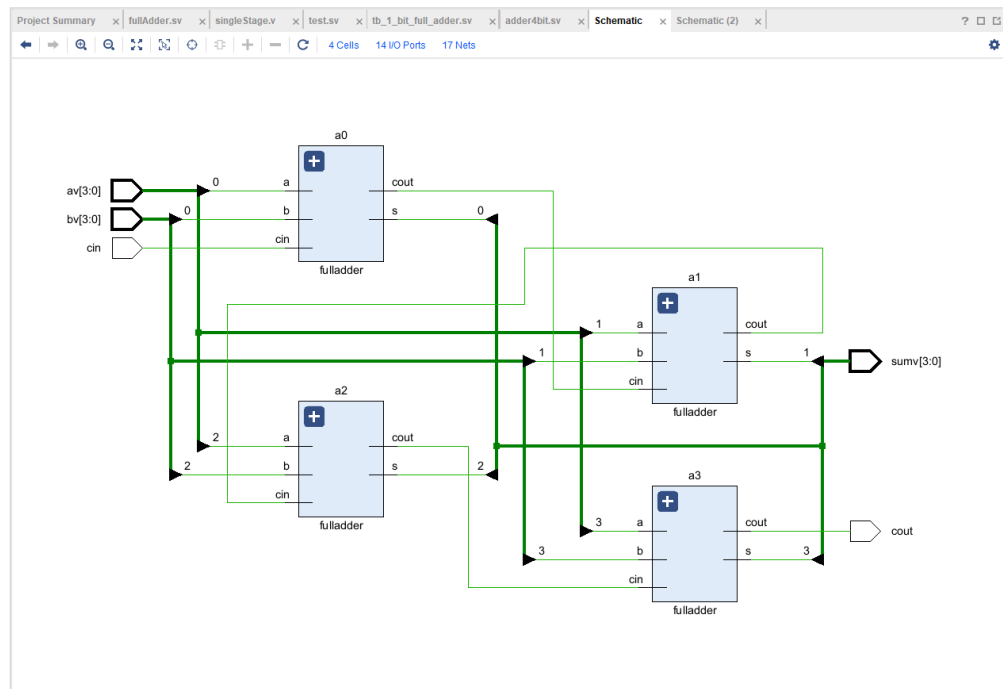 Project Summary fullAdder.sv singleStage.v test.sv tb_1_bit_full_adder.sv adder4bit.sv Schematic Schematic (2)
4 Cells 14 I/O Ports 17 Nets
a0
av[3:0] 0 a cout
bv[3:0] 0 b s 0
cin cin
fulladder
a1
1 a cout
1 b s 1 sumv[3:0]
cin
fulladder
a2
2 a cout
2 b s 2
cin
fulladder
a3
3 a cout cout
3 b s 3
cin
fulladder